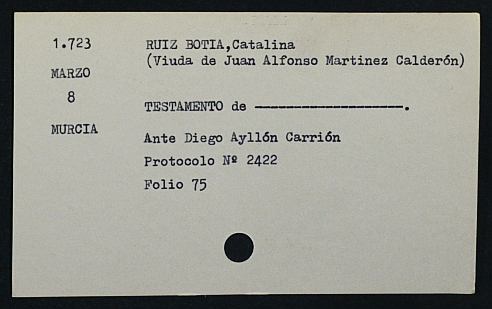 1.723
MARZO
8
MURCIA
RUIZ BOTIA,Catalina
(Viuda de Juan Alfonso Martinez Calderón)
TESTAMENTO de ———————————————.
Ante Diego Ayllón Carrión
Protocolo Nº 2422
Folio 75